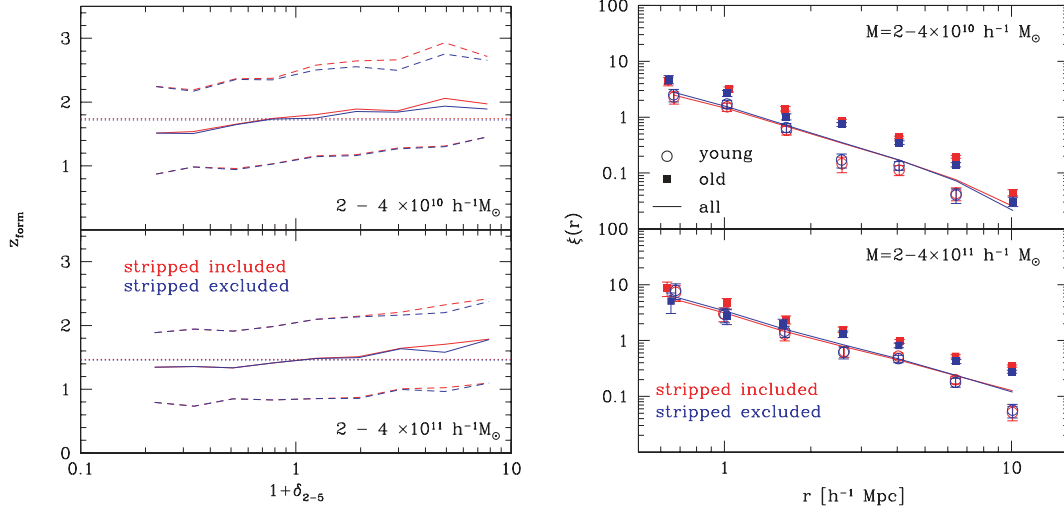 3
2
1
2 − 4 ×10¹⁰ h⁻¹M☉
z_form
3
2
1
0
stripped included
stripped excluded
2 − 4 ×10¹¹ h⁻¹M☉
0.1
1
10
1+δ₂₋₅
100
10
1
0.1
M=2−4×10¹⁰ h⁻¹ M☉
young
old
all
ξ(r)
100
10
1
0.1
M=2−4×10¹¹ h⁻¹ M☉
stripped included
stripped excluded
1
10
r [h⁻¹ Mpc]